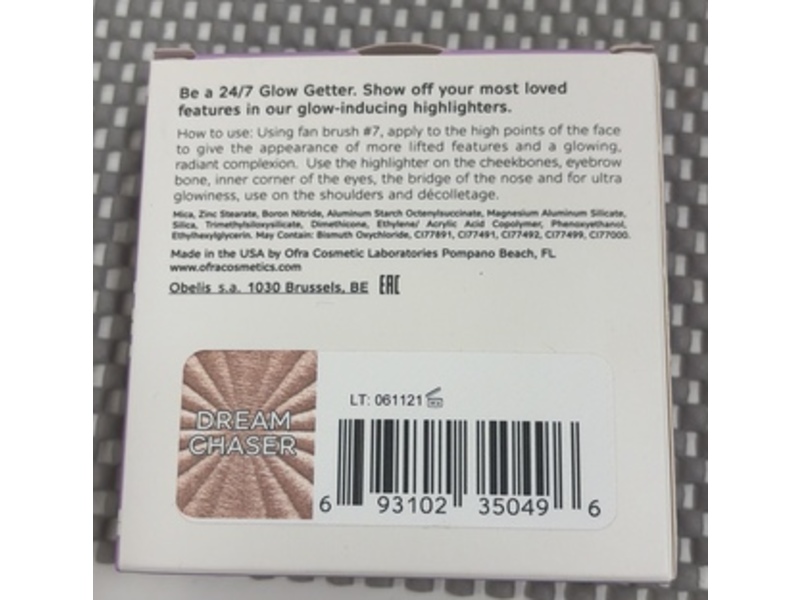 Be a 24/7 Glow Getter. Show off your most loved
features in our glow-inducing highlighters.
How to use: Using fan brush #7, apply to the high points of the face
to give the appearance of more lifted features and a glowing,
radiant complexion. Use the highlighter on the cheekbones, eyebrow
bone, inner corner of the eyes, the bridge of the nose and for ultra
glowiness, use on the shoulders and décolletage.
Mica, Zinc Stearate, Boron Nitride, Aluminum Starch Octenylsuccinate, Magnesium Aluminum Silicate,
Silica, Trimethylsiloxysilicate, Dimethicone, Ethylene/ Acrylic Acid Copolymer, Phenoxyethanol,
Ethylhexylglycerin. May Contain: Bismuth Oxychloride, CI77891, CI77491, CI77492, CI77499, CI77000.
Made in the USA by Ofra Cosmetic Laboratories Pompano Beach, FL
www.ofracosmetics.com
Obelis s.a. 1030 Brussels, BE EAC
LT: 061121
DREAM
CHASER
6 93102 35049 6